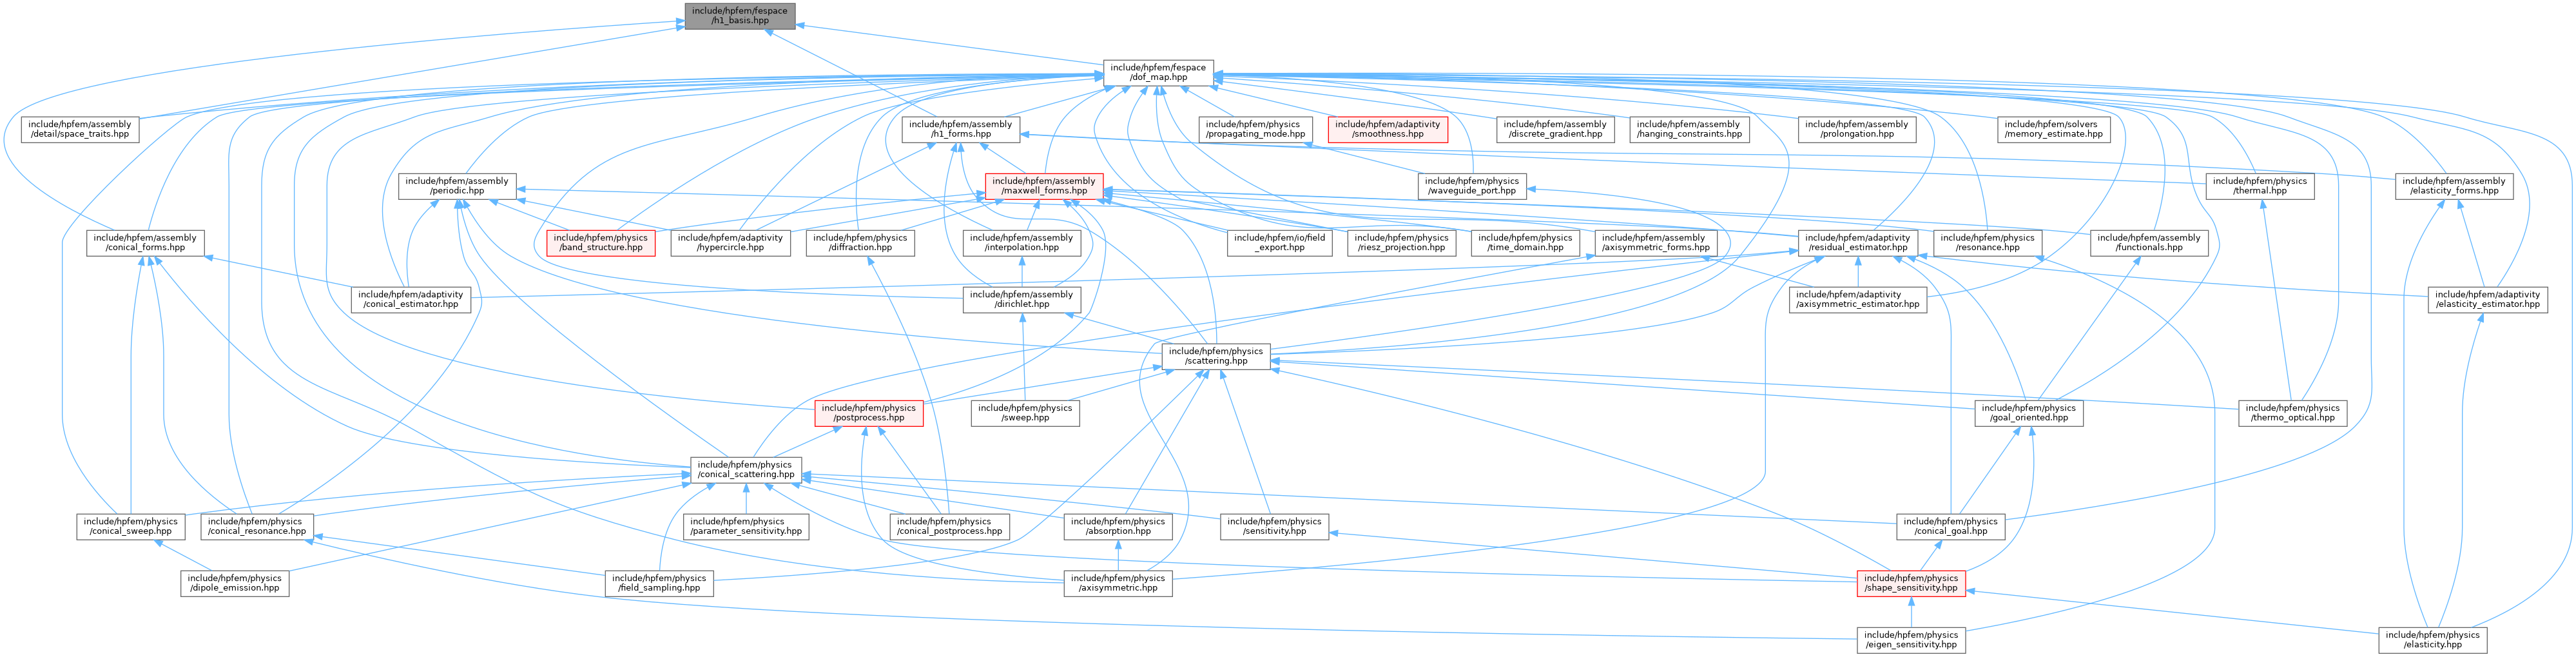 include/hpfem/fespace
/h1_basis.hpp
include/hpfem/fespace
/dof_map.hpp
include/hpfem/assembly
/detail/space_traits.hpp
include/hpfem/assembly
/h1_forms.hpp
include/hpfem/physics
/propagating_mode.hpp
include/hpfem/adaptivity
/smoothness.hpp
include/hpfem/assembly
/discrete_gradient.hpp
include/hpfem/assembly
/hanging_constraints.hpp
include/hpfem/assembly
/prolongation.hpp
include/hpfem/solvers
/memory_estimate.hpp
include/hpfem/assembly
/periodic.hpp
include/hpfem/assembly
/maxwell_forms.hpp
include/hpfem/physics
/waveguide_port.hpp
include/hpfem/physics
/thermal.hpp
include/hpfem/assembly
/elasticity_forms.hpp
include/hpfem/assembly
/conical_forms.hpp
include/hpfem/physics
/band_structure.hpp
include/hpfem/adaptivity
/hypercircle.hpp
include/hpfem/physics
/diffraction.hpp
include/hpfem/assembly
/interpolation.hpp
include/hpfem/io/field
_export.hpp
include/hpfem/physics
/riesz_projection.hpp
include/hpfem/physics
/time_domain.hpp
include/hpfem/assembly
/axisymmetric_forms.hpp
include/hpfem/adaptivity
/residual_estimator.hpp
include/hpfem/physics
/resonance.hpp
include/hpfem/assembly
/functionals.hpp
include/hpfem/adaptivity
/conical_estimator.hpp
include/hpfem/assembly
/dirichlet.hpp
include/hpfem/adaptivity
/axisymmetric_estimator.hpp
include/hpfem/adaptivity
/elasticity_estimator.hpp
include/hpfem/physics
/scattering.hpp
include/hpfem/physics
/postprocess.hpp
include/hpfem/physics
/sweep.hpp
include/hpfem/physics
/goal_oriented.hpp
include/hpfem/physics
/thermo_optical.hpp
include/hpfem/physics
/conical_scattering.hpp
include/hpfem/physics
/conical_sweep.hpp
include/hpfem/physics
/conical_resonance.hpp
include/hpfem/physics
/parameter_sensitivity.hpp
include/hpfem/physics
/conical_postprocess.hpp
include/hpfem/physics
/absorption.hpp
include/hpfem/physics
/sensitivity.hpp
include/hpfem/physics
/conical_goal.hpp
include/hpfem/physics
/dipole_emission.hpp
include/hpfem/physics
/field_sampling.hpp
include/hpfem/physics
/axisymmetric.hpp
include/hpfem/physics
/shape_sensitivity.hpp
include/hpfem/physics
/eigen_sensitivity.hpp
include/hpfem/physics
/elasticity.hpp